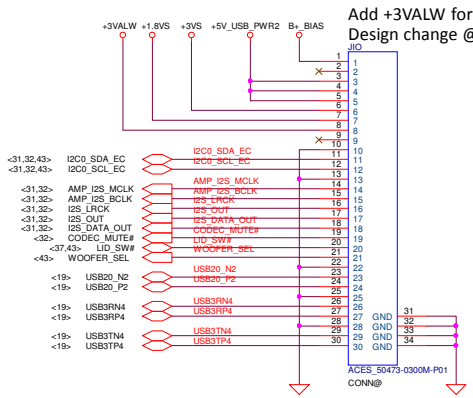 Add +3VALW for
Design change @
+3VALW +1.8VS +3VS +5V_USB_PWR2 B+_BIAS
JIO
1 1
2 2
3 3
4 4
5 5
6 6
7 7
8 8
9 9
10 10
<31,32,43> I2C0_SDA_EC I2C0_SDA_EC 11 11
<31,32,43> I2C0_SCL_EC I2C0_SCL_EC 12 12
13 13
<31,32> AMP_I2S_MCLK AMP_I2S_MCLK 14 14
<31,32> AMP_I2S_BCLK AMP_I2S_BCLK 15 15
<31,32> I2S_LRCK I2S_LRCK 16 16
<31,32> I2S_OUT I2S_OUT 17 17
<31,32> I2S_DATA_OUT I2S_DATA_OUT 18 18
<32> CODEC_MUTE# CODEC_MUTE# 19 19
<37,43> LID_SW# LID_SW# 20 20
<43> WOOFER_SEL WOOFER_SEL 21 21
22 22
<19> USB20_N2 USB20_N2 23 23
<19> USB20_P2 USB20_P2 24 24
25 25
<19> USB3RN4 USB3RN4 26 26
<19> USB3RP4 USB3RP4 27 27 GND 31
28 28 GND 32
<19> USB3TN4 USB3TN4 29 29 GND 33
<19> USB3TP4 USB3TP4 30 30 GND 34
ACES_50473-0300M-P01
CONN@